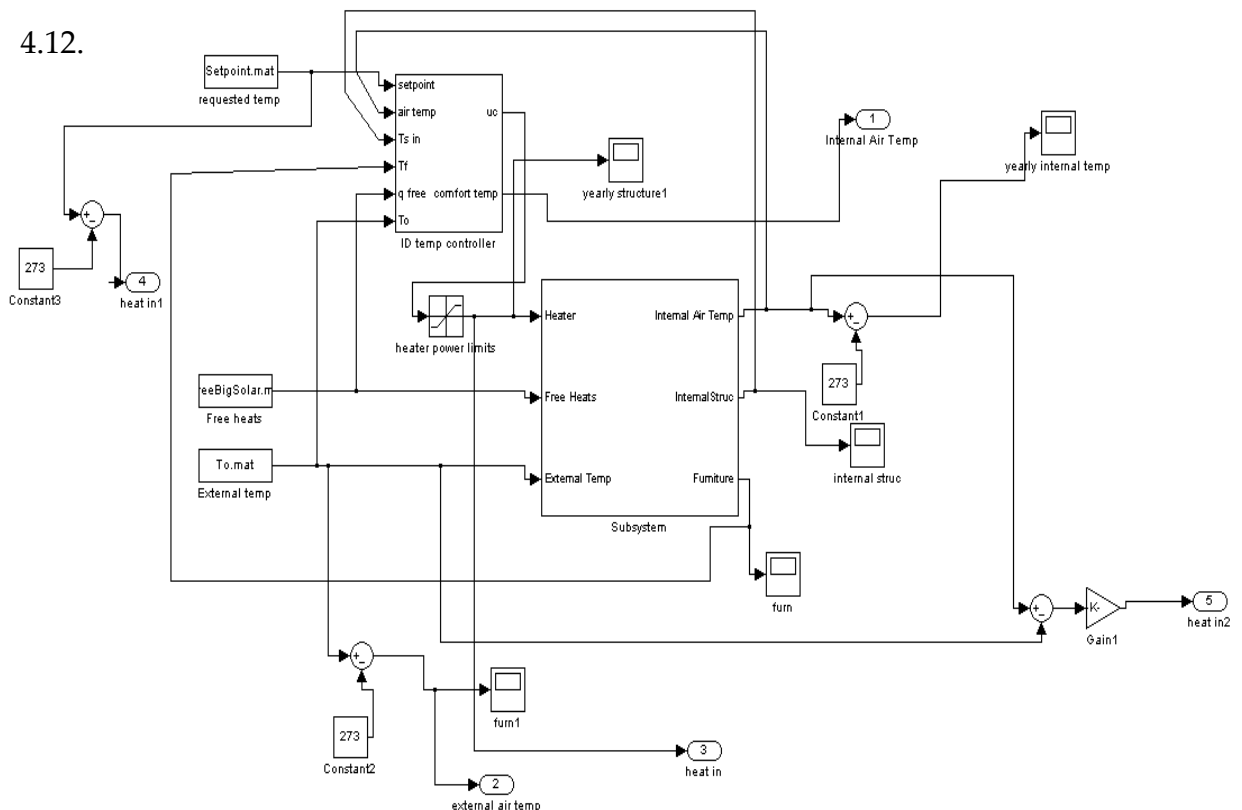 4.12.
Setpoint.mat
requested temp
setpoint
air temp
Ts in
Tf
q free
To
uc
comfort temp
ID temp controller
yearly structure1
1
Internal Air Temp
yearly internal temp
273
Constant3
4
heat in1
heater power limits
Heater
Free Heats
External Temp
Internal Air Temp
InternalStruc
Furniture
Subsystem
273
Constant1
internal struc
reeBigSolar.m
Free heats
To.mat
External temp
furn
K-
Gain1
5
heat in2
273
Constant2
furn1
2
external air temp
3
heat in